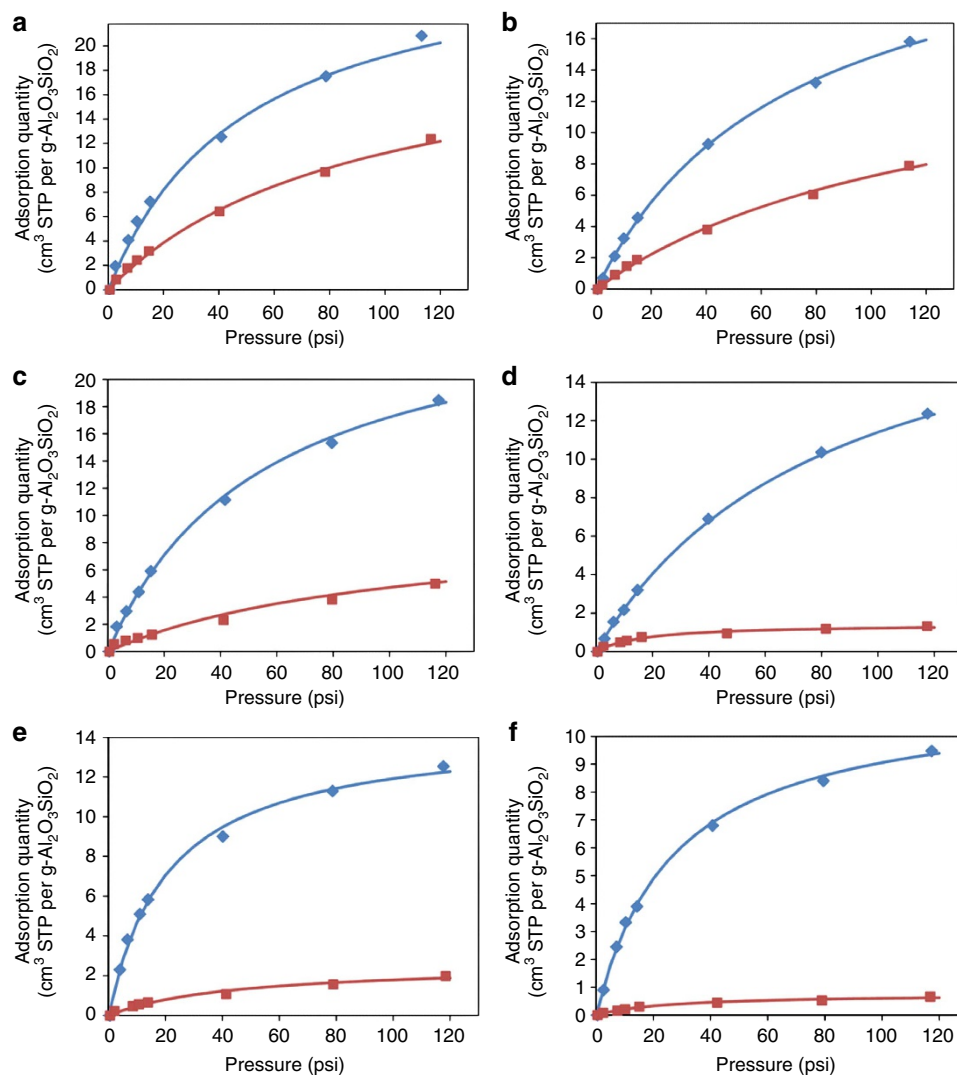 a
Adsorption quantity
(cm³ STP per g-Al₂O₃SiO₂)
20
18
16
14
12
10
8
6
4
2
0
0 20 40 60 80 100 120
Pressure (psi)
b
Adsorption quantity
(cm³ STP per g-Al₂O₃SiO₂)
16
14
12
10
8
6
4
2
0
0 20 40 60 80 100 120
Pressure (psi)
c
Adsorption quantity
(cm³ STP per g-Al₂O₃SiO₂)
20
18
16
14
12
10
8
6
4
2
0
0 20 40 60 80 100 120
Pressure (psi)
d
Adsorption quantity
(cm³ STP per g-Al₂O₃SiO₂)
14
12
10
8
6
4
2
0
0 20 40 60 80 100 120
Pressure (psi)
e
Adsorption quantity
(cm³ STP per g-Al₂O₃SiO₂)
14
12
10
8
6
4
2
0
0 20 40 60 80 100 120
Pressure (psi)
f
Adsorption quantity
(cm³ STP per g-Al₂O₃SiO₂)
10
9
8
7
6
5
4
3
2
1
0
0 20 40 60 80 100 120
Pressure (psi)